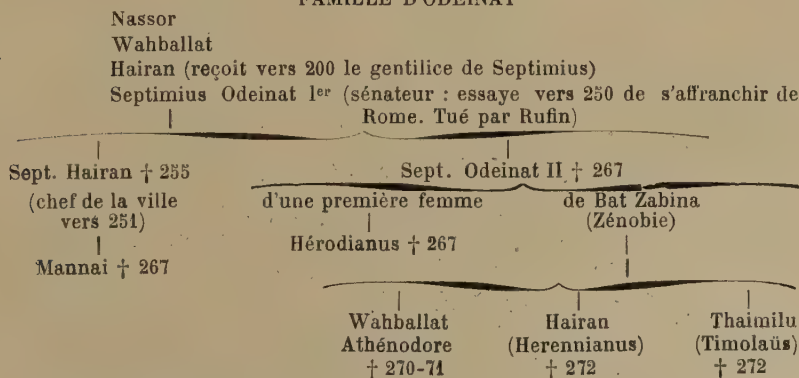 FAMILLE D'ODEINAT
Nassor
Wahballat
Hairan (reçoit vers 200 le gentilice de Septimius)
Septimius Odeinat 1er (sénateur : essaye vers 250 de s'affranchir de
Rome. Tué par Rufin)
Sept. Hairan † 255
Sept. Odeinat II † 267
(chef de la ville
d'une première femme
de Bat Zabina
vers 251)
(Zénobie)
Hérodianus † 267
Mannai † 267
Wahballat
Hairan
Thaimilu
Athénodore
(Herennianus)
(Timolaüs)
† 270-71
† 272
† 272